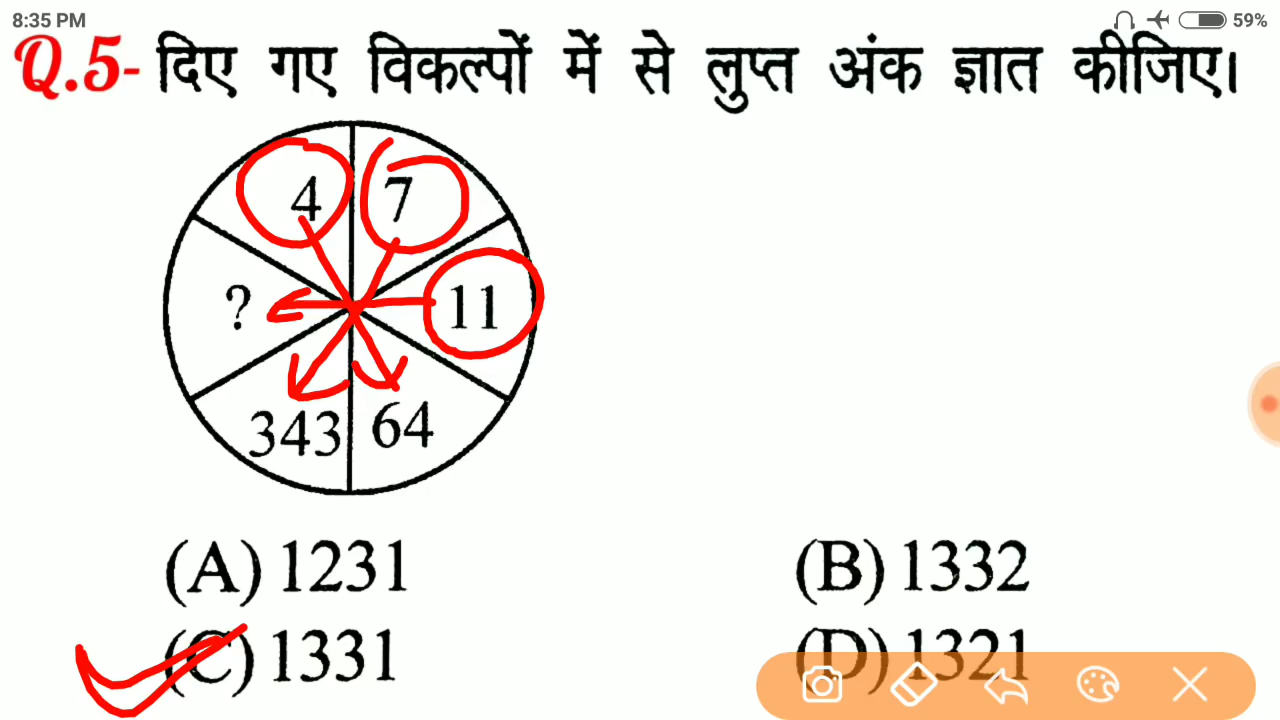 8:35 PM 59%
Q.5- दिए गए विकल्पों में से लुप्त अंक ज्ञात कीजिए।
4 7
? 11
343 64
(A) 1231 (B) 1332
(C) 1331 (D) 1321